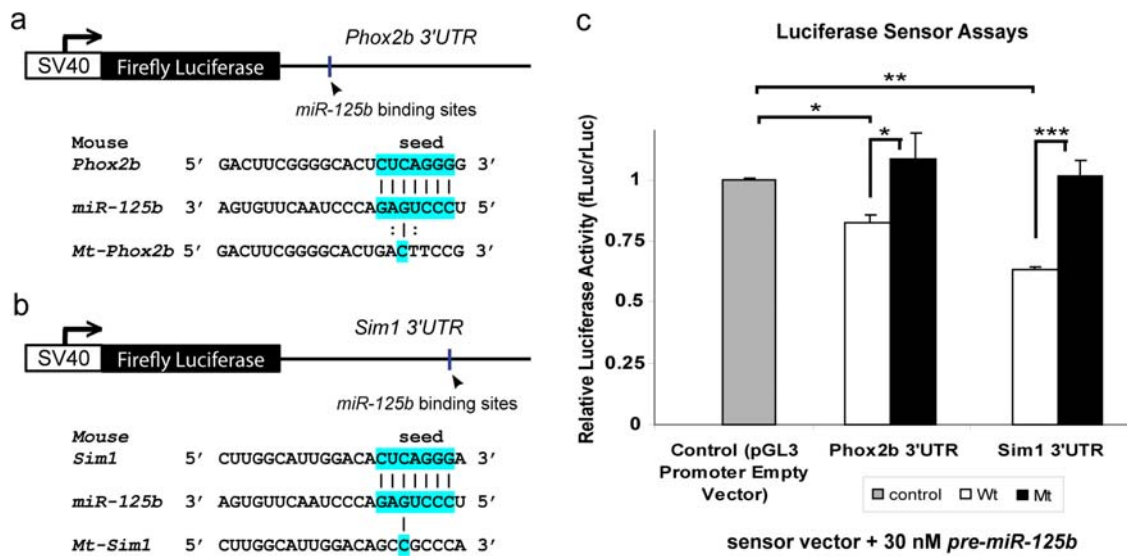 a
Phox2b 3'UTR
SV40 Firefly Luciferase
miR-125b binding sites
Mouse seed
Phox2b 5' GACUUCGGGGCACUCUCAGGGG 3'
miR-125b 3' AGUGUUCAAUCCCAGAGUCCCU 5'
:|:
Mt-Phox2b 5' GACUUCGGGGCACUGACTTCCG 3'
b
Sim1 3'UTR
SV40 Firefly Luciferase
miR-125b binding sites
Mouse seed
Sim1 5' CUUGGCAUUGGACACUCAGGGA 3'
miR-125b 3' AGUGUUCAAUCCCAGAGUCCCU 5'
Mt-Sim1 5' CUUGGCAUUGGACAGCCGCCCA 3'
c
Luciferase Sensor Assays
**
*
*
***
Relative Luciferase Activity (fLuc/rLuc)
1
0.75
0.5
0.25
0
Control (pGL3 Promoter Empty Vector)
Phox2b 3'UTR
Sim1 3'UTR
control Wt Mt
sensor vector + 30 nM pre-miR-125b